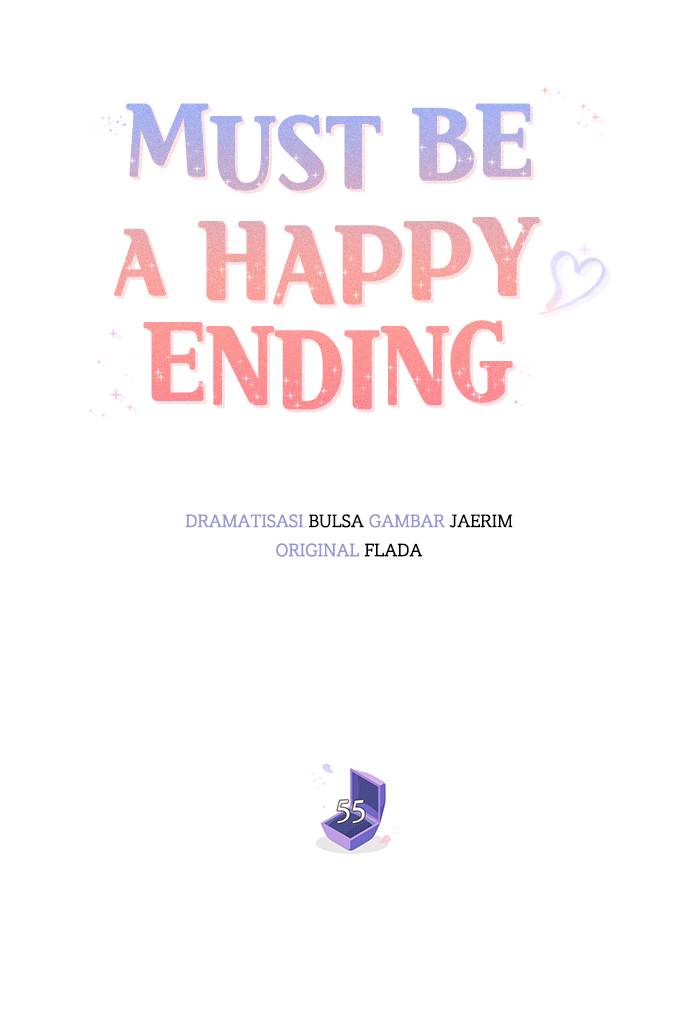 MUST BE
A HAPPY
ENDING
DRAMATISASI BULSA GAMBAR JAERIM
ORIGINAL FLADA
55